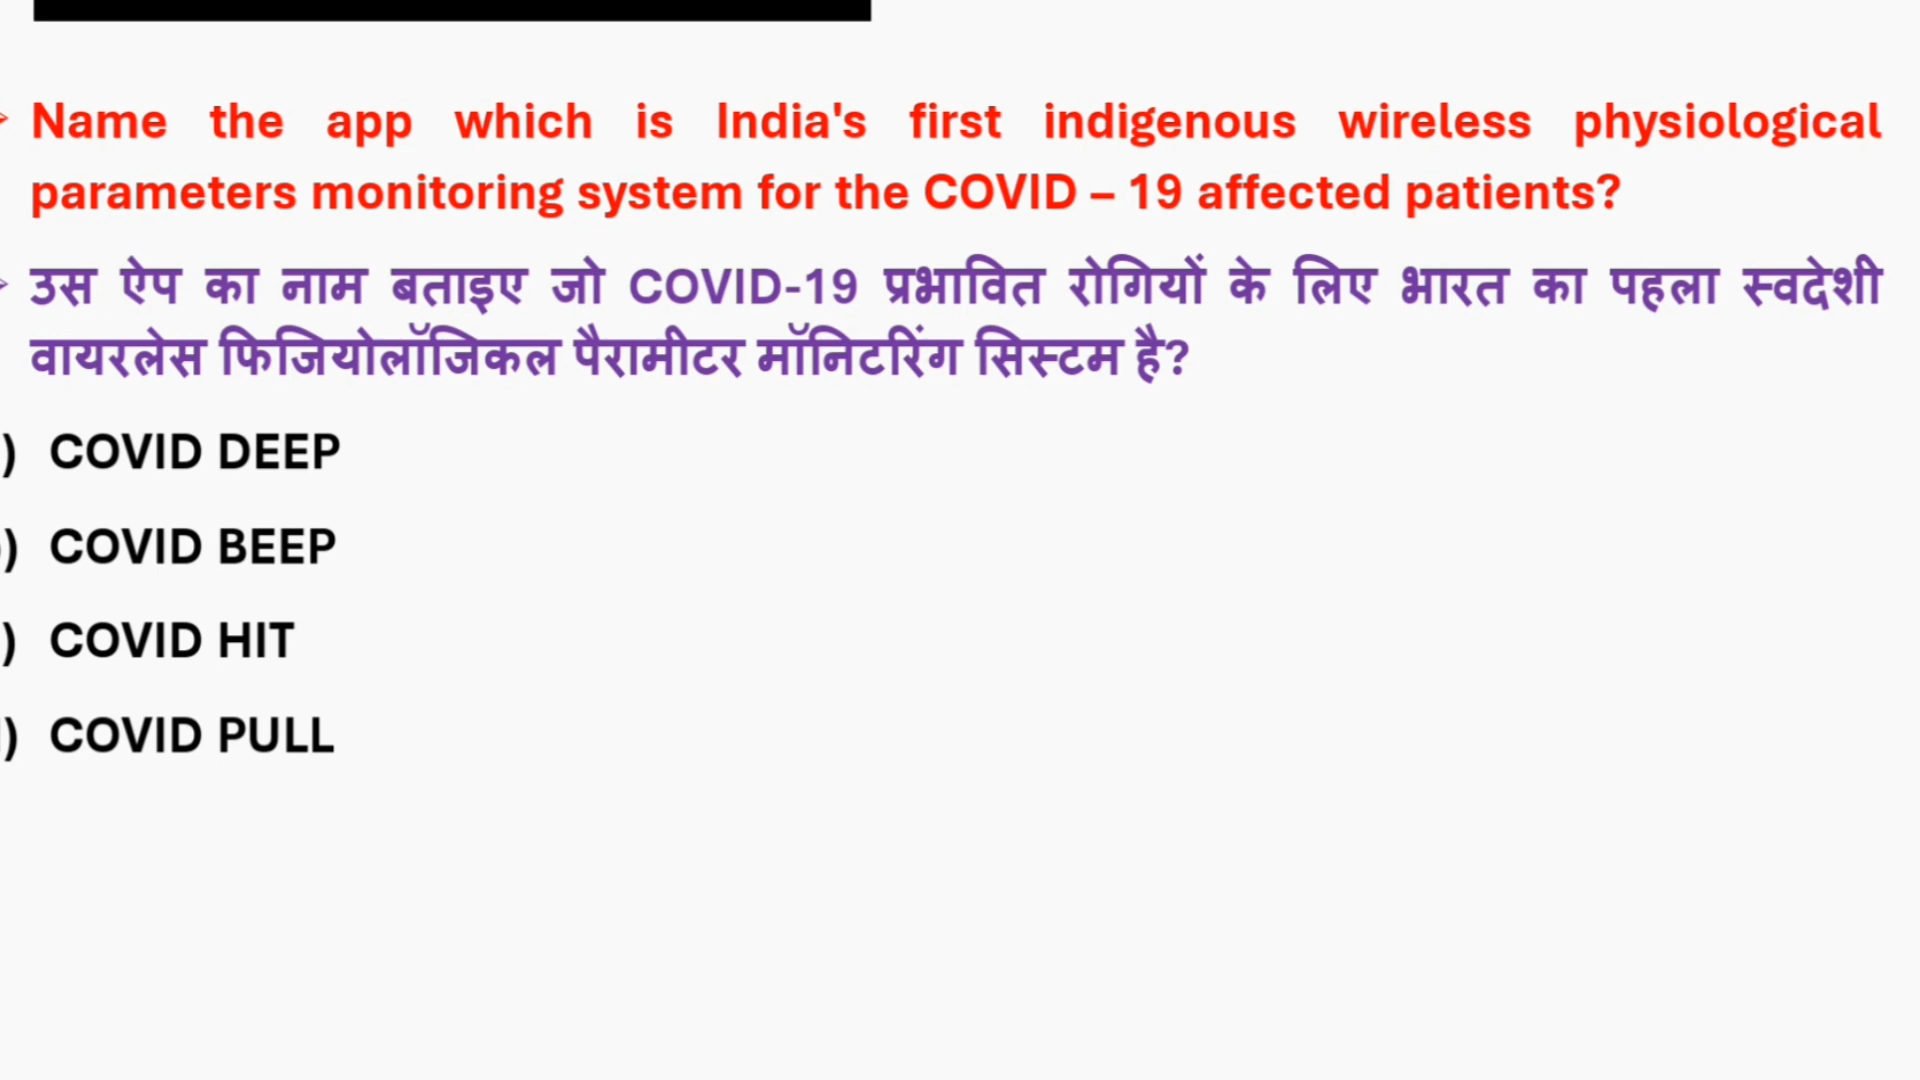 Name the app which is India's first indigenous wireless physiological
parameters monitoring system for the COVID – 19 affected patients?
उस ऐप का नाम बताइए जो COVID-19 प्रभावित रोगियों के लिए भारत का पहला स्वदेशी
वायरलेस फिजियोलॉजिकल पैरामीटर मॉनिटरिंग सिस्टम है?
) COVID DEEP
) COVID BEEP
) COVID HIT
) COVID PULL